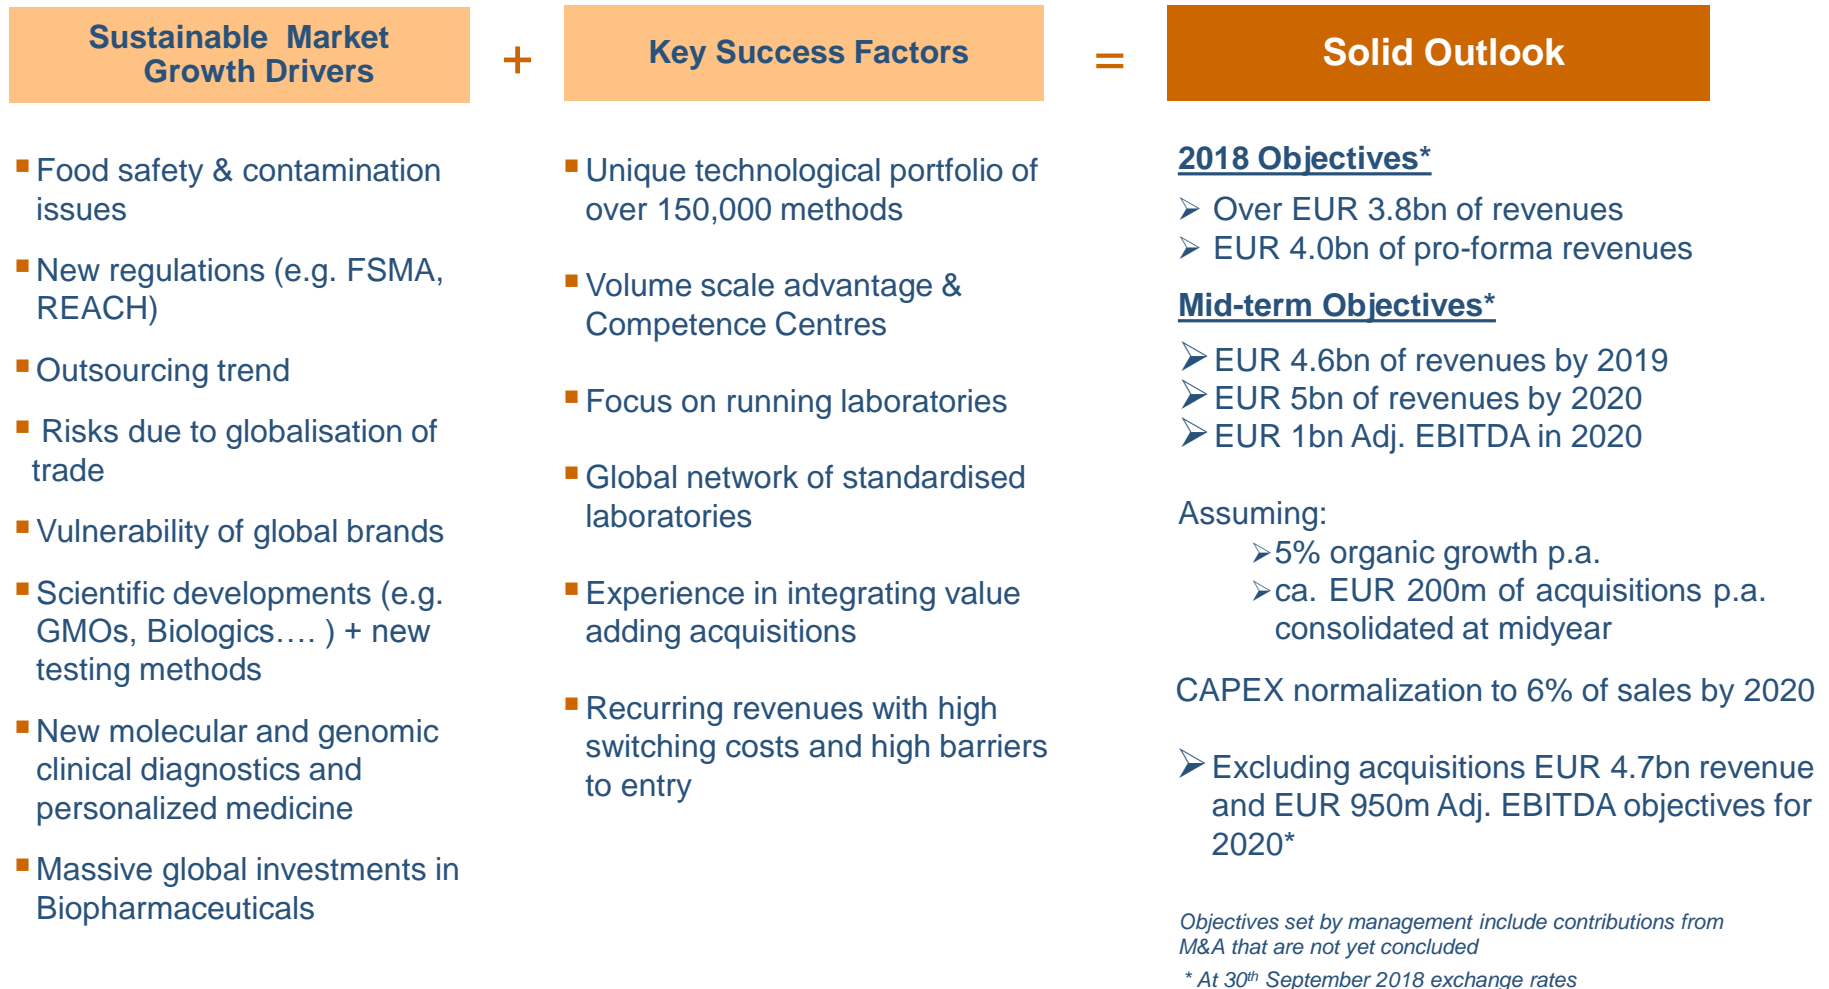 Sustainable Market
Growth Drivers
+
Key Success Factors
=
Solid Outlook
▪ Food safety & contamination
issues
▪ New regulations (e.g. FSMA,
REACH)
▪ Outsourcing trend
▪ Risks due to globalisation of
trade
▪ Vulnerability of global brands
▪ Scientific developments (e.g.
GMOs, Biologics…. ) + new
testing methods
▪ New molecular and genomic
clinical diagnostics and
personalized medicine
▪ Massive global investments in
Biopharmaceuticals
▪ Unique technological portfolio of
over 150,000 methods
▪ Volume scale advantage &
Competence Centres
▪ Focus on running laboratories
▪ Global network of standardised
laboratories
▪ Experience in integrating value
adding acquisitions
▪ Recurring revenues with high
switching costs and high barriers
to entry
2018 Objectives*
➢ Over EUR 3.8bn of revenues
➢ EUR 4.0bn of pro-forma revenues
Mid-term Objectives*
➢ EUR 4.6bn of revenues by 2019
➢ EUR 5bn of revenues by 2020
➢ EUR 1bn Adj. EBITDA in 2020
Assuming:
➢ 5% organic growth p.a.
➢ ca. EUR 200m of acquisitions p.a.
consolidated at midyear
CAPEX normalization to 6% of sales by 2020
➢ Excluding acquisitions EUR 4.7bn revenue
and EUR 950m Adj. EBITDA objectives for
2020*
Objectives set by management include contributions from
M&A that are not yet concluded
* At 30th September 2018 exchange rates